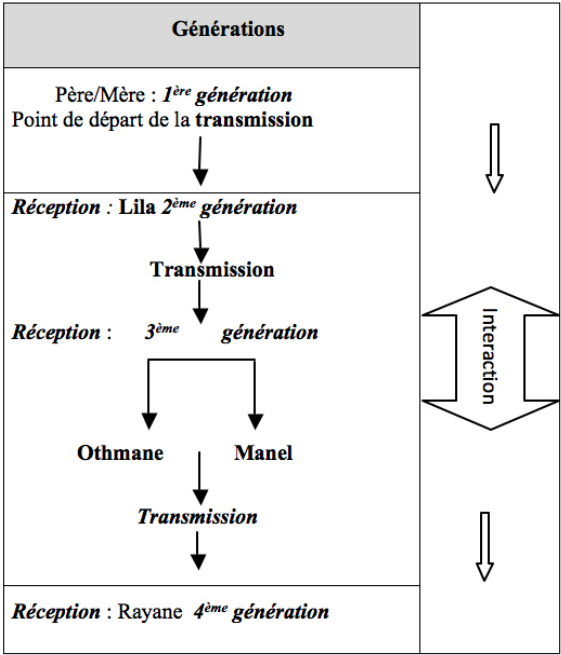 Générations
Père/Mère : 1ère génération
Point de départ de la transmission
Réception : Lila 2ème génération
Transmission
Réception : 3ème génération
Interaction
Othmane Manel
Transmission
Réception : Rayane 4ème génération